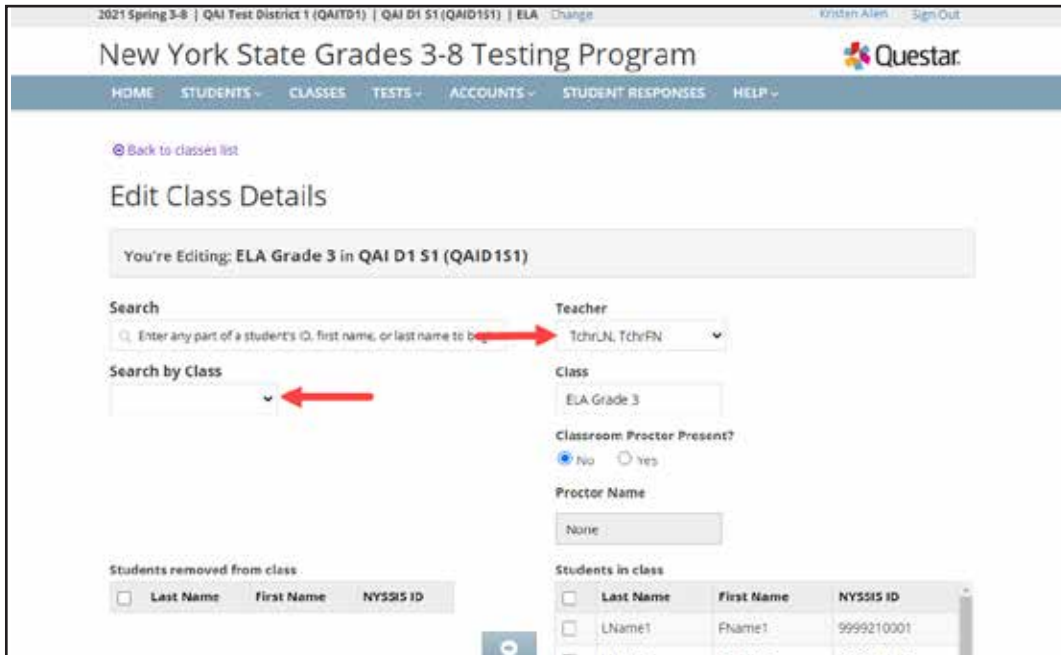 2021 Spring 3-8 | QAI Test District 1 (QAITD1) | QAI D1 S1 (QAID1S1) | ELA Change Kristen Allen Sign Out
New York State Grades 3-8 Testing Program Questar
HOME STUDENTS CLASSES TESTS ACCOUNTS STUDENT RESPONSES HELP
Back to classes list
Edit Class Details
You're Editing: ELA Grade 3 in QAI D1 S1 (QAID1S1)
Search
Enter any part of a student's ID, first name, or last name to
Teacher
TchrLN, TchrFN
Search by Class
Class
ELA Grade 3
Classroom Proctor Present?
No Yes
Proctor Name
None
Students removed from class
Last Name First Name NYSSIS ID
Students in class
Last Name First Name NYSSIS ID
LName1 FName1 9999210001